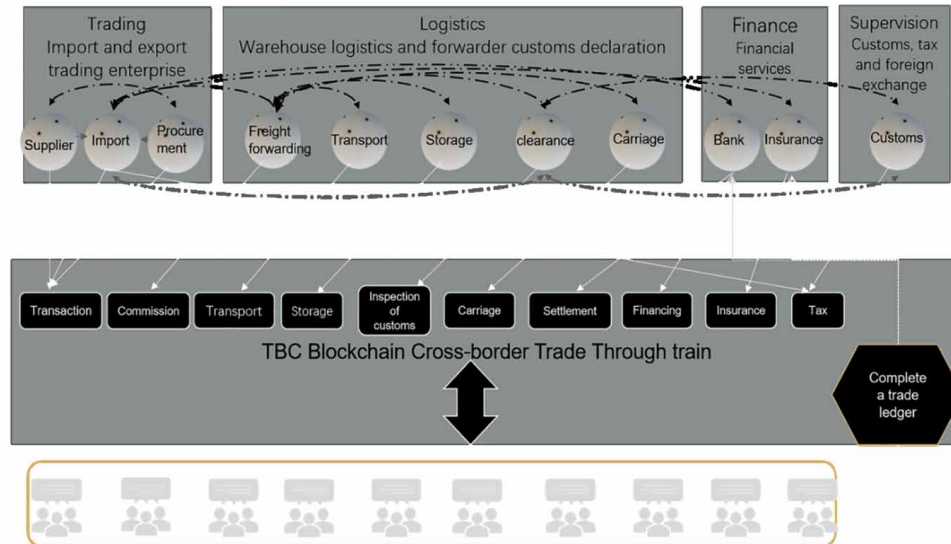 Trading
Import and export
trading enterprise
Logistics
Warehouse logistics and forwarder customs declaration
Finance
Financial
services
Supervision
Customs, tax
and foreign
exchange
Supplier
Import
Procure
ment
Freight
forwarding
Transport
Storage
clearance
Carriage
Bank
Insurance
Customs
Transaction
Commission
Transport
Storage
Inspection
of
customs
Carriage
Settlement
Financing
Insurance
Tax
TBC Blockchain Cross-border Trade Through train
Complete
a trade
ledger